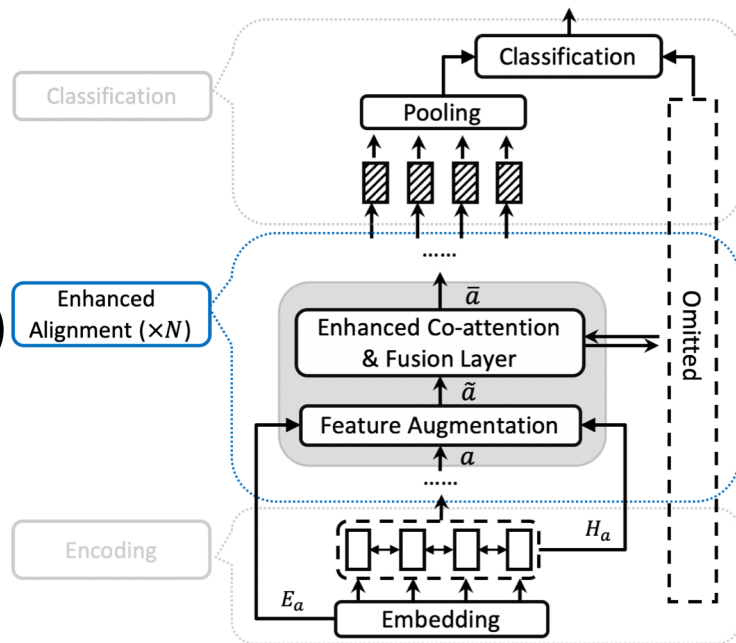 Classification
Classification
Pooling
......
ā
Enhanced
Alignment (×N)
Enhanced Co-attention
& Fusion Layer
Omitted
ã
Feature Augmentation
a
......
Encoding
H_a
E_a
Embedding